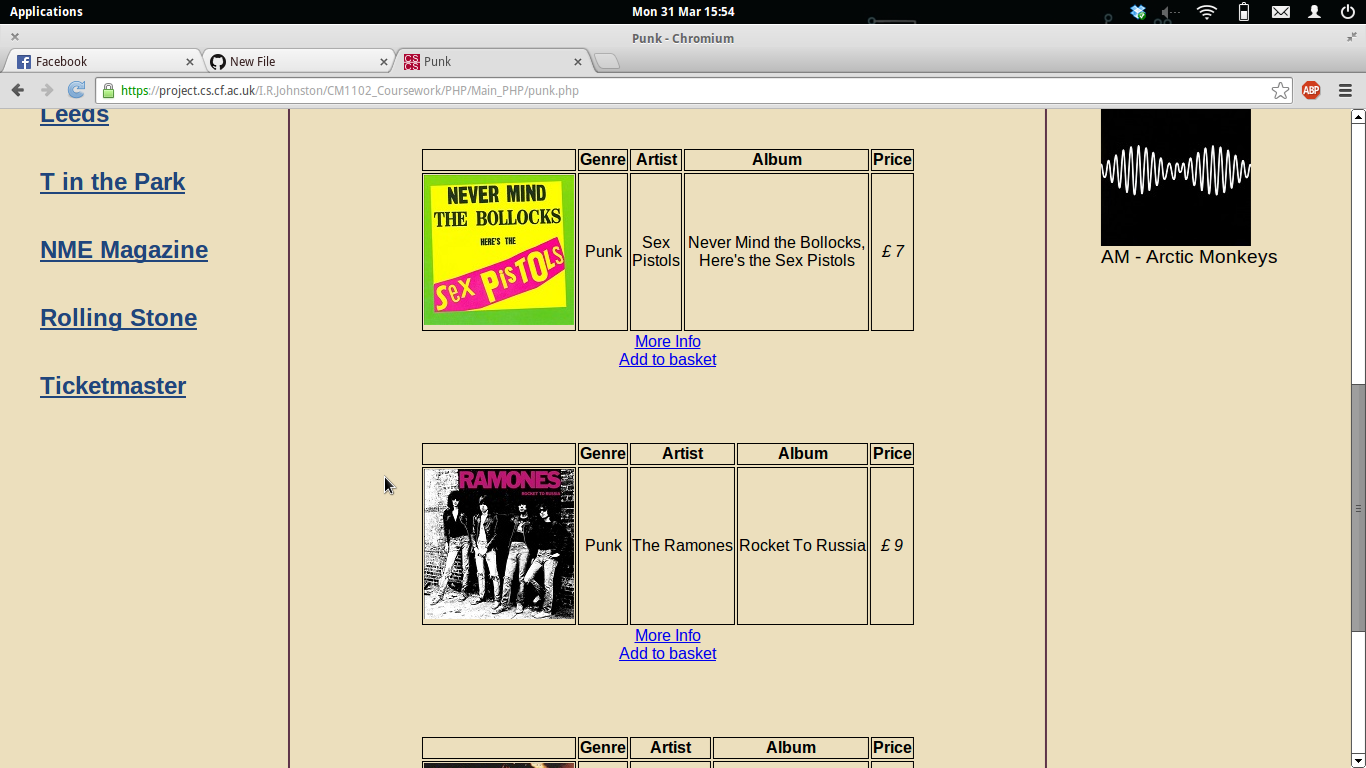 Applications
Mon 31 Mar 15:54
Punk - Chromium
Facebook
New File
Punk
https://project.cs.cf.ac.uk/I.R.Johnston/CM1102_Coursework/PHP/Main_PHP/punk.php
ABP
Leeds
T in the Park
NME Magazine
Rolling Stone
Ticketmaster
Genre Artist Album Price
NEVER MIND
THE BOLLOCKS
HERE'S THE
SEX PISTOLS
Punk
Sex
Pistols
Never Mind the Bollocks,
Here's the Sex Pistols
£ 7
More Info
Add to basket
Genre Artist Album Price
RAMONES
ROCKET TO RUSSIA
Punk The Ramones Rocket To Russia £ 9
More Info
Add to basket
Genre Artist Album Price
AM - Arctic Monkeys